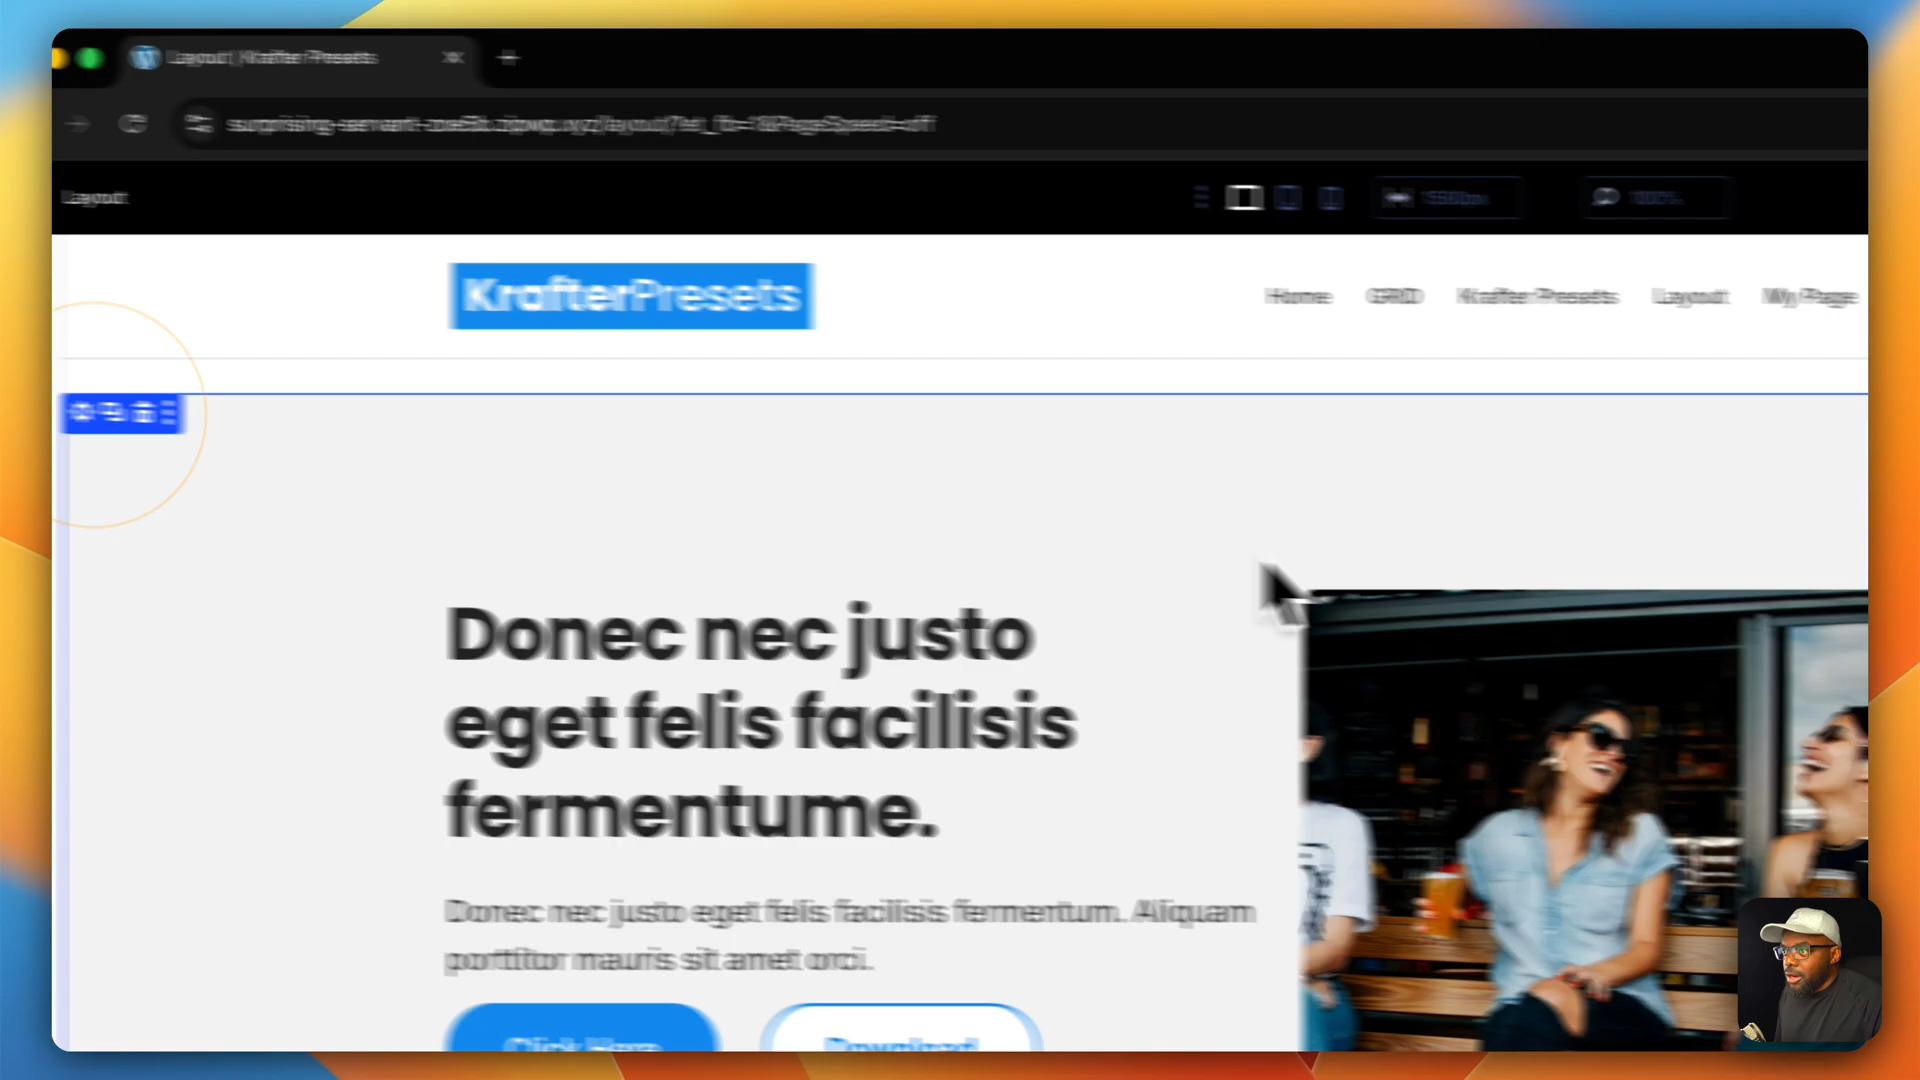 Layout | Krafter Presets
Layout
100%
KrafterPresets
Home GRID Krafter Presets Layout My Page
Donec nec justo
eget felis facilisis
fermentume.
Donec nec justo eget felis facilisis fermentum. Aliquam
porttitor mauris sit amet orci.
Click Here Download